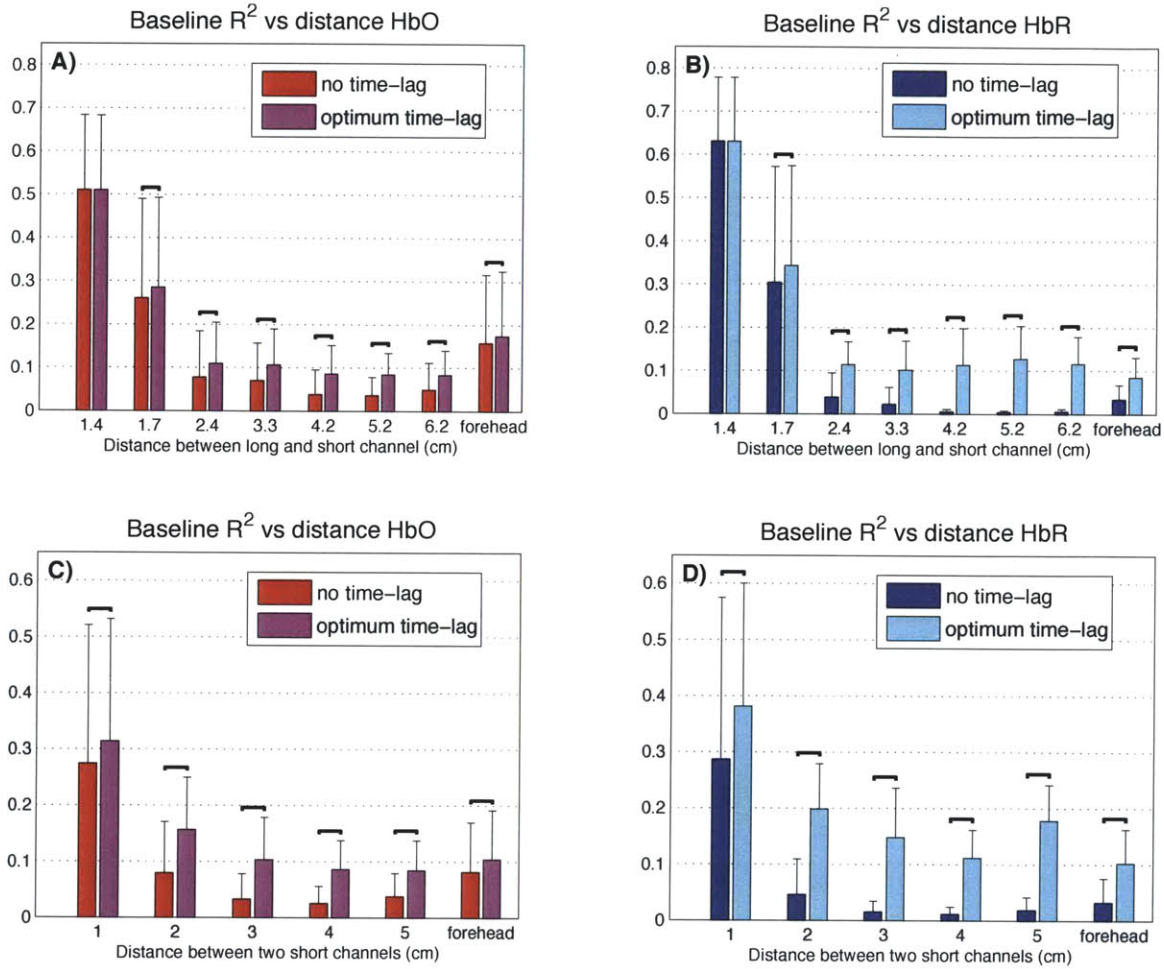 Baseline R² vs distance HbO
A)
no time-lag
optimum time-lag
0.8
0.7
0.6
0.5
0.4
0.3
0.2
0.1
0
1.4 1.7 2.4 3.3 4.2 5.2 6.2 forehead
Distance between long and short channel (cm)
Baseline R² vs distance HbR
B)
no time-lag
optimum time-lag
0.8
0.7
0.6
0.5
0.4
0.3
0.2
0.1
0
1.4 1.7 2.4 3.3 4.2 5.2 6.2 forehead
Distance between long and short channel (cm)
Baseline R² vs distance HbO
C)
no time-lag
optimum time-lag
0.6
0.5
0.4
0.3
0.2
0.1
0
1 2 3 4 5 forehead
Distance between two short channels (cm)
Baseline R² vs distance HbR
D)
no time-lag
optimum time-lag
0.6
0.5
0.4
0.3
0.2
0.1
0
1 2 3 4 5 forehead
Distance between two short channels (cm)